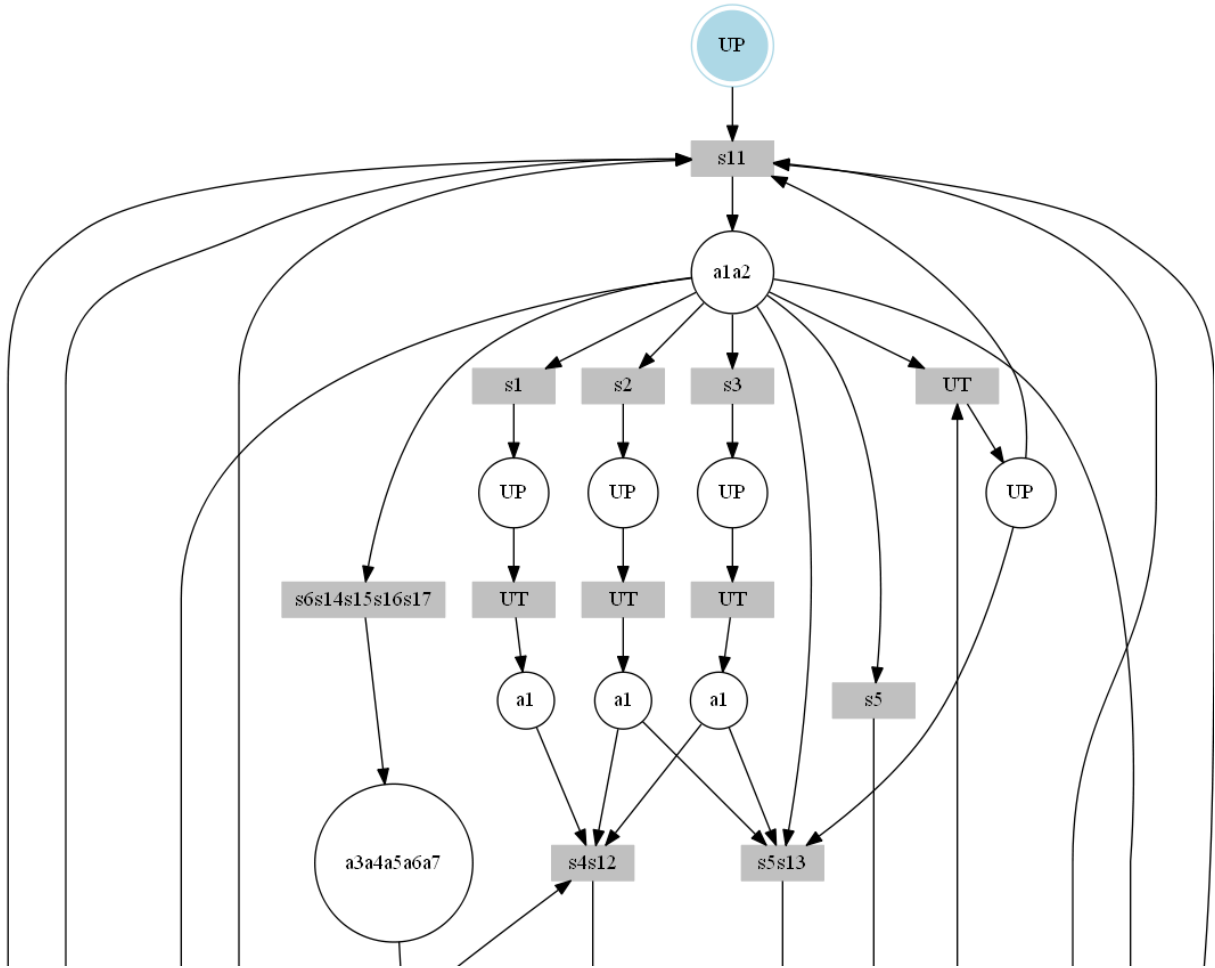 UP
s11
a1a2
s1
s2
s3
UT
UP
UP
UP
UP
s6s14s15s16s17
UT
UT
UT
a1
a1
a1
s5
a3a4a5a6a7
s4s12
s5s13